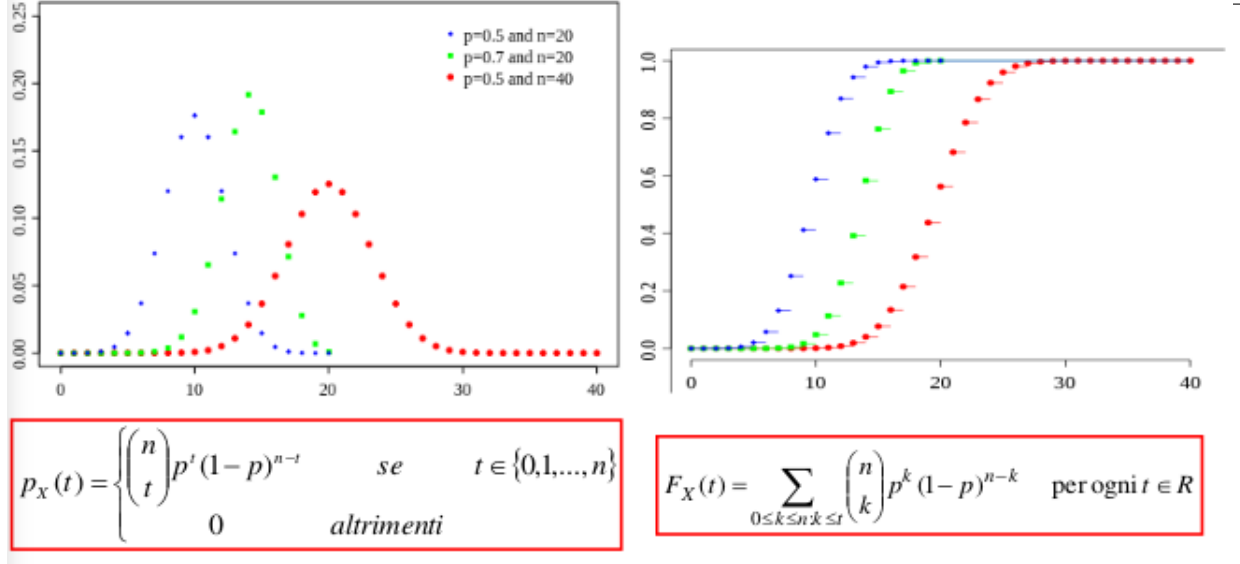 0.25
0.20
0.15
0.10
0.05
0.00
p=0.5 and n=20
p=0.7 and n=20
p=0.5 and n=40
0 10 20 30 40
1.0
0.8
0.6
0.4
0.2
0.0
0 10 20 30 40
p_X(t) = { \binom{n}{t} p^t (1-p)^{n-t} se t ∈ {0,1,...,n}
0 altrimenti
F_X(t) = \sum_{0≤k≤n:k≤t} \binom{n}{k} p^k (1-p)^{n-k} per ogni t ∈ R